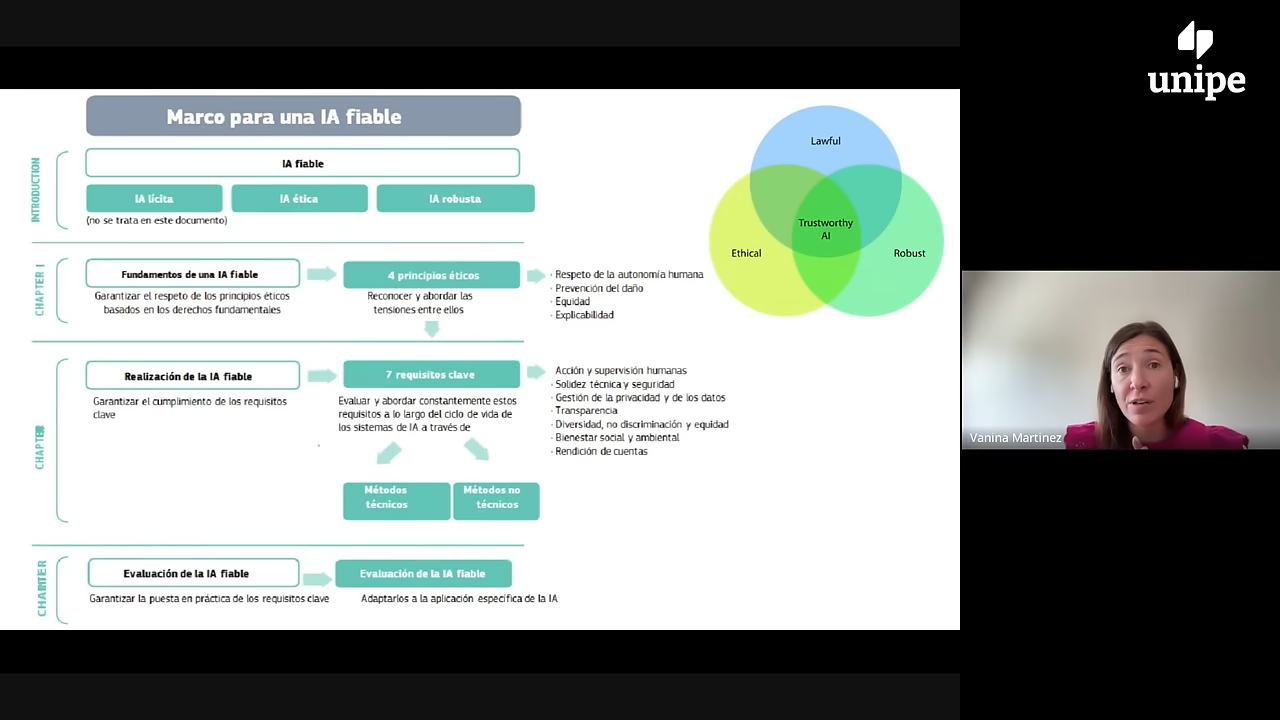 unipe
Marco para una IA fiable
INTRODUCTION
IA fiable
IA lícita
IA ética
IA robusta
(no se trata en este documento)
CHAPTER I
Fundamentos de una IA fiable
Garantizar el respeto de los principios éticos
basados en los derechos fundamentales
4 principios éticos
Reconocer y abordar las
tensiones entre ellos
· Respeto de la autonomía humana
· Prevención del daño
· Equidad
· Explicabilidad
CHAPTER
Realización de la IA fiable
Garantizar el cumplimiento de los requisitos
clave
7 requisitos clave
Evaluar y abordar constantemente estos
requisitos a lo largo del ciclo de vida de
los sistemas de IA a través de
Acción y supervisión humanas
· Solidez técnica y seguridad
· Gestión de la privacidad y de los datos
· Transparencia
· Diversidad, no discriminación y equidad
· Bienestar social y ambiental
· Rendición de cuentas
Métodos
técnicos
Métodos no
técnicos
Evaluación de la IA fiable
Garantizar la puesta en práctica de los requisitos clave
Evaluación de la IA fiable
Adaptarlos a la aplicación específica de la IA
Lawful
Trustworthy
AI
Ethical
Robust
Vanina Martinez